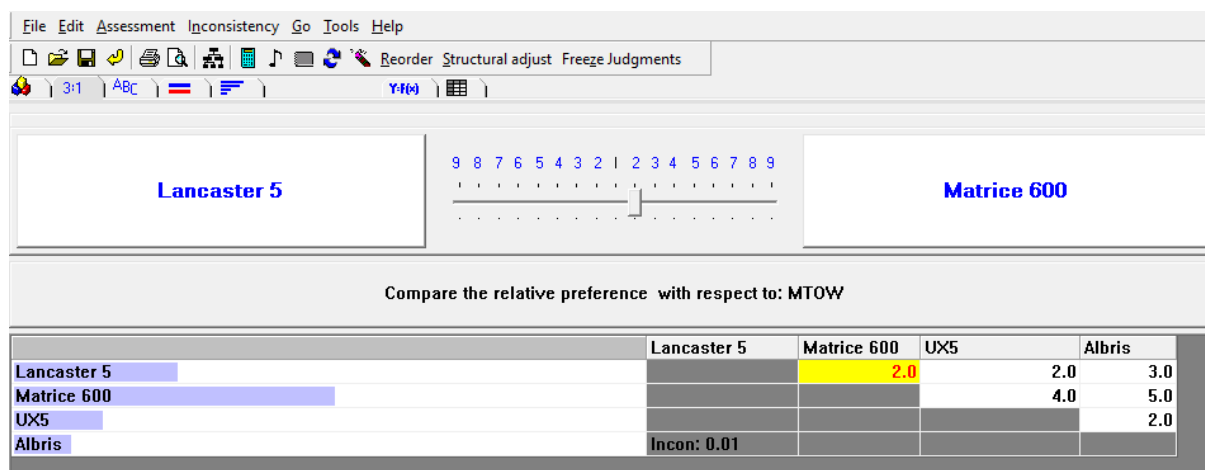 File Edit Assessment Inconsistency Go Tools Help
Reorder Structural adjust Freeze Judgments
3:1 ABC Y=F(x)
9 8 7 6 5 4 3 2 1 2 3 4 5 6 7 8 9
Lancaster 5 Matrice 600
Compare the relative preference with respect to: MTOW
Lancaster 5 Matrice 600 UX5 Albris
Lancaster 5 2.0 2.0 3.0
Matrice 600 4.0 5.0
UX5 2.0
Albris Incon: 0.01